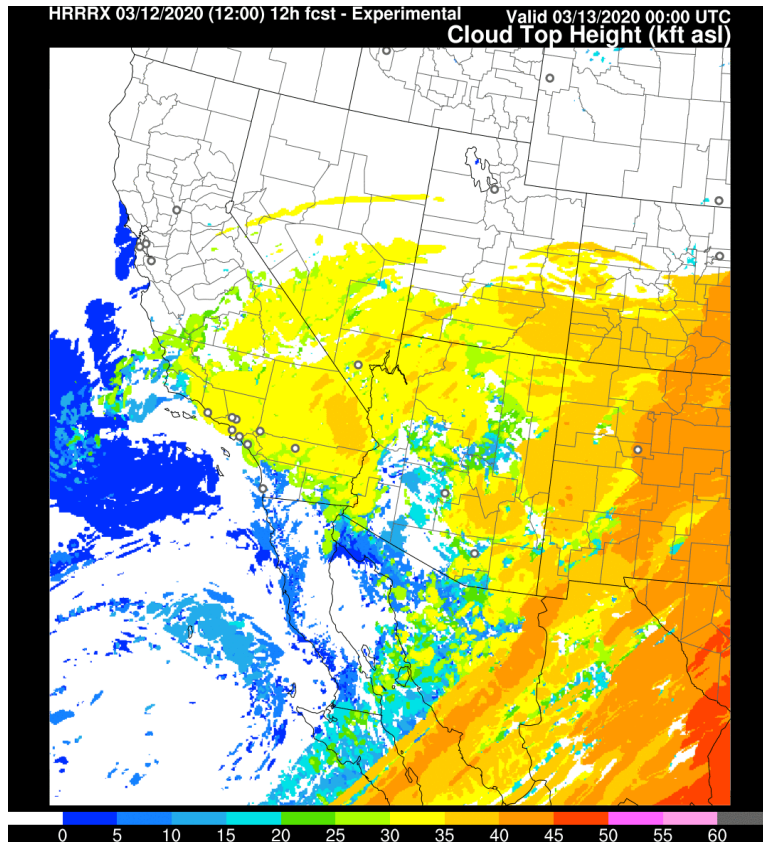 HRRRX 03/12/2020 (12:00) 12h fcst - Experimental Valid 03/13/2020 00:00 UTC
Cloud Top Height (kft asl)
0 5 10 15 20 25 30 35 40 45 50 55 60